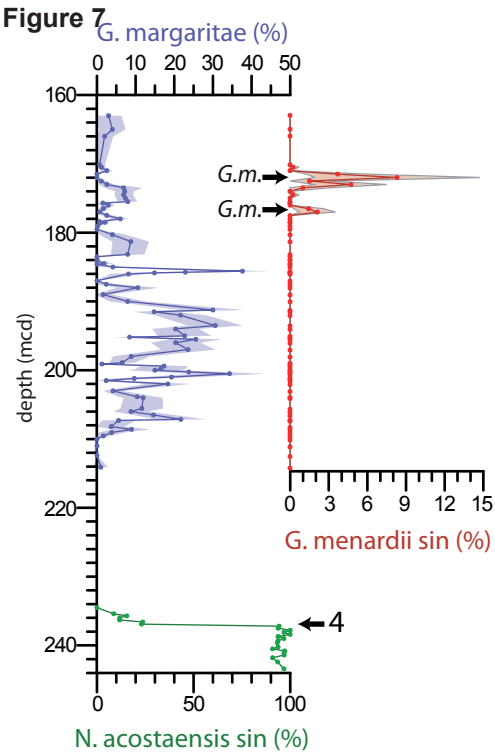 Figure 7
G. margaritae (%)
0 10 20 30 40 50
160
G.m.
G.m.
180
200
depth (mcd)
0 3 6 9 12 15
G. menardii sin (%)
220
4
240
0 50 100
N. acostaensis sin (%)